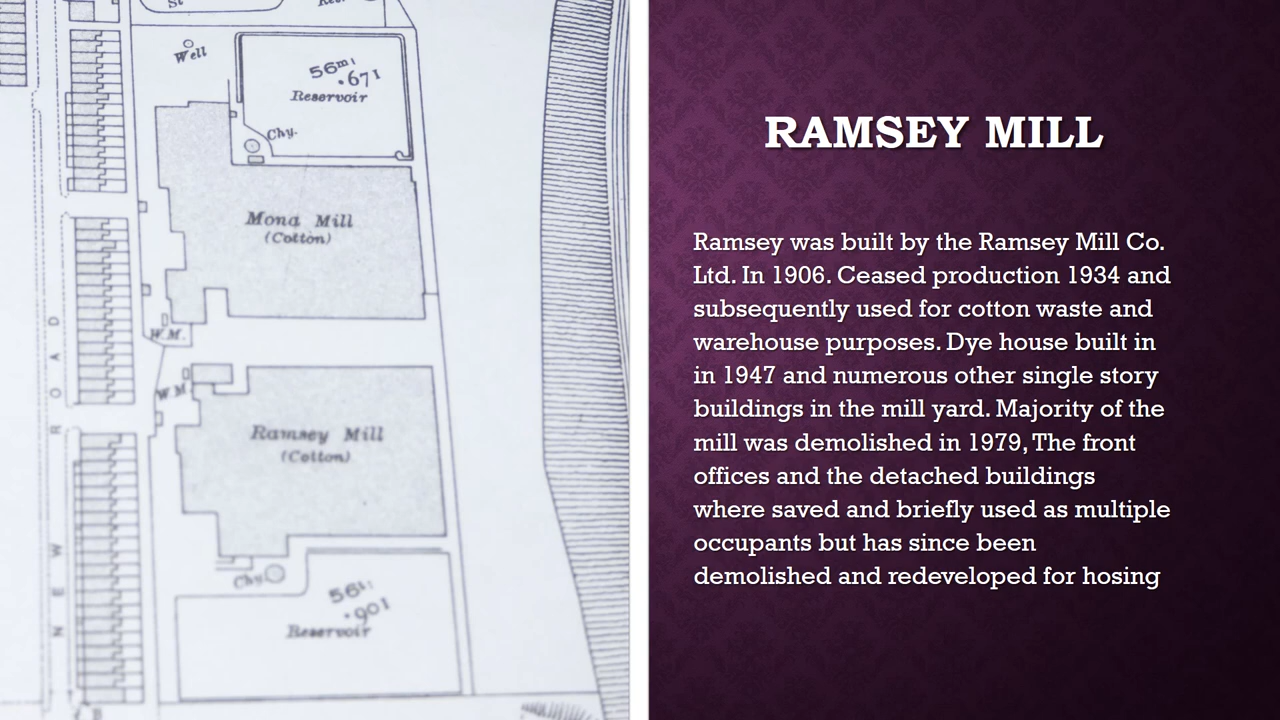 St
Well
56m:
.671
Reservoir
Chy.
Mona Mill
(Cotton)
W.M.
W M
Ramsey Mill
(Cotton)
Chy
56s:
.901
Reservoir
NEW ROAD
RAMSEY MILL
Ramsey was built by the Ramsey Mill Co.
Ltd. In 1906. Ceased production 1934 and
subsequently used for cotton waste and
warehouse purposes. Dye house built in
in 1947 and numerous other single story
buildings in the mill yard. Majority of the
mill was demolished in 1979, The front
offices and the detached buildings
where saved and briefly used as multiple
occupants but has since been
demolished and redeveloped for hosing